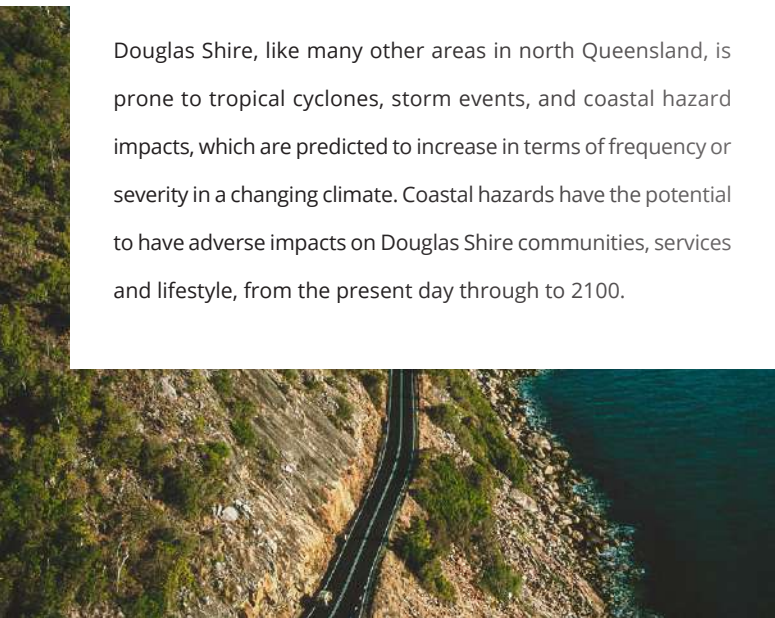 Douglas Shire, like many other areas in north Queensland, is
prone to tropical cyclones, storm events, and coastal hazard
impacts, which are predicted to increase in terms of frequency or
severity in a changing climate. Coastal hazards have the potential
to have adverse impacts on Douglas Shire communities, services
and lifestyle, from the present day through to 2100.